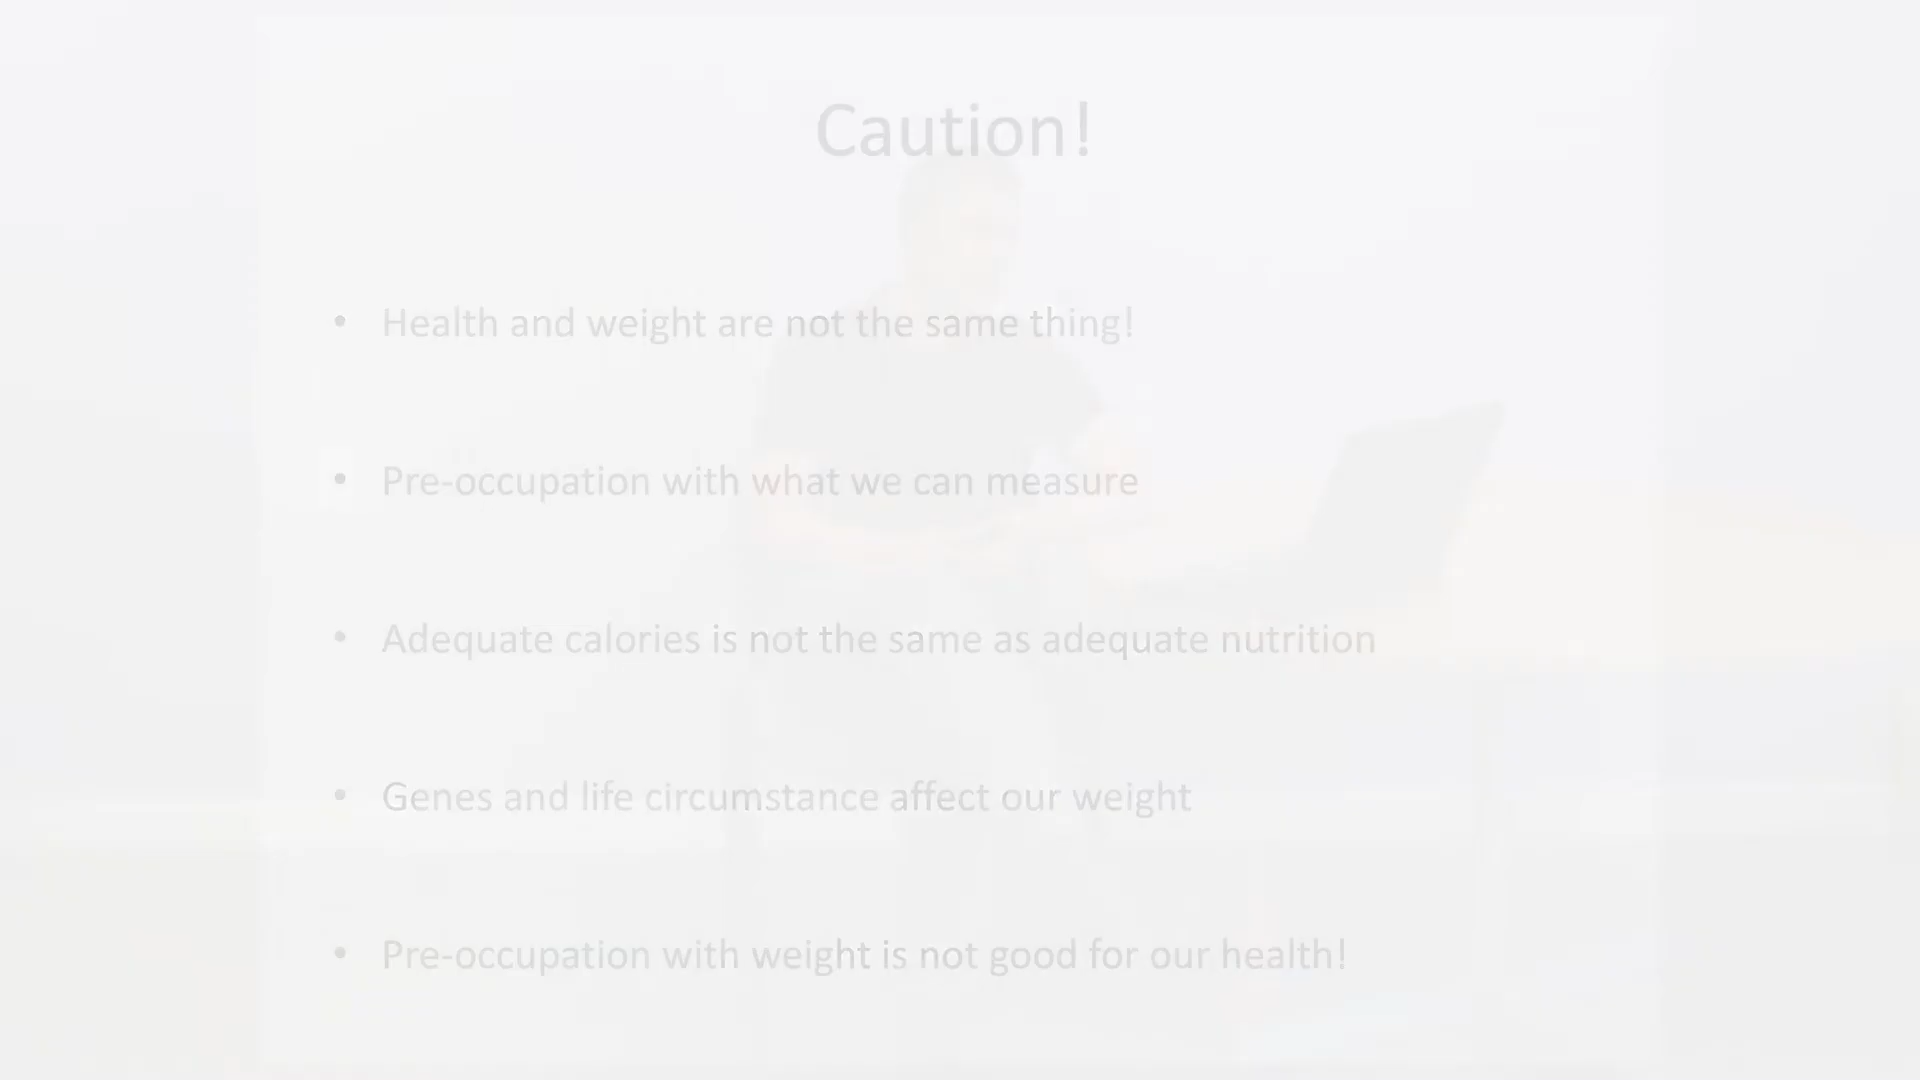 Caution!
• Health and weight are not the same thing!
• Pre-occupation with what we can measure
• Adequate calories is not the same as adequate nutrition
• Genes and life circumstance affect our weight
• Pre-occupation with weight is not good for our health!